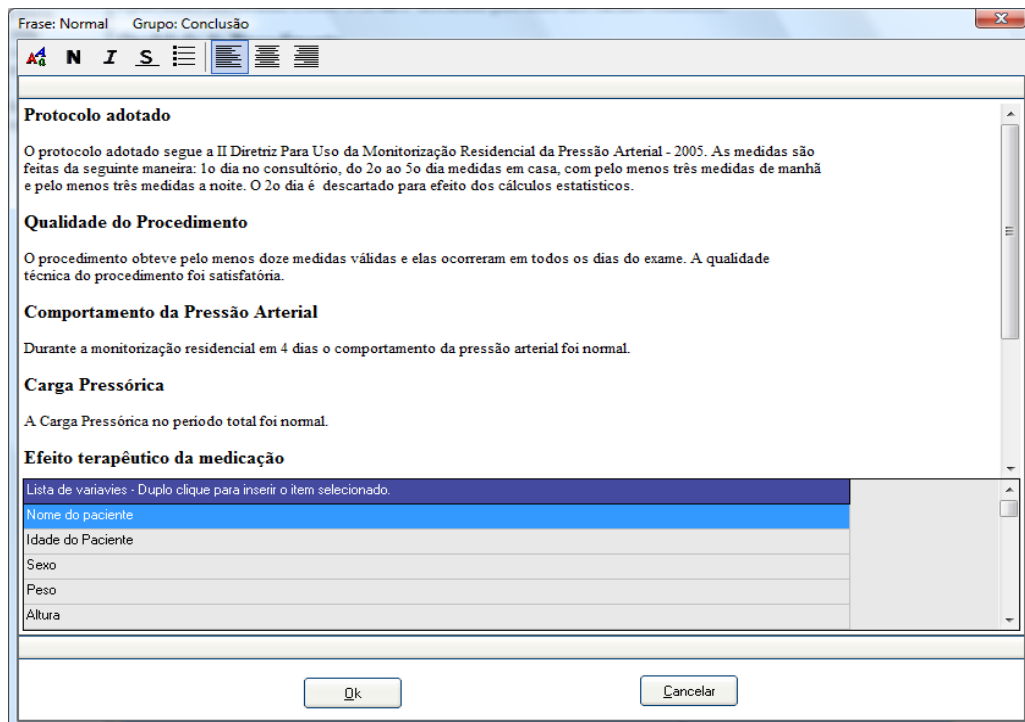 Frase: Normal Grupo: Conclusão
N I S
Protocolo adotado
O protocolo adotado segue a II Diretriz Para Uso da Monitorização Residencial da Pressão Arterial - 2005. As medidas são
feitas da seguinte maneira: 1o dia no consultório, do 2o ao 5o dia medidas em casa, com pelo menos três medidas de manhã
e pelo menos três medidas a noite. O 2o dia é descartado para efeito dos cálculos estatisticos.
Qualidade do Procedimento
O procedimento obteve pelo menos doze medidas válidas e elas ocorreram em todos os dias do exame. A qualidade
técnica do procedimento foi satisfatória.
Comportamento da Pressão Arterial
Durante a monitorização residencial em 4 dias o comportamento da pressão arterial foi normal.
Carga Pressórica
A Carga Pressórica no período total foi normal.
Efeito terapêutico da medicação
Lista de variavies - Duplo clique para inserir o item selecionado.
Nome do paciente
Idade do Paciente
Sexo
Peso
Altura
Ok
Cancelar